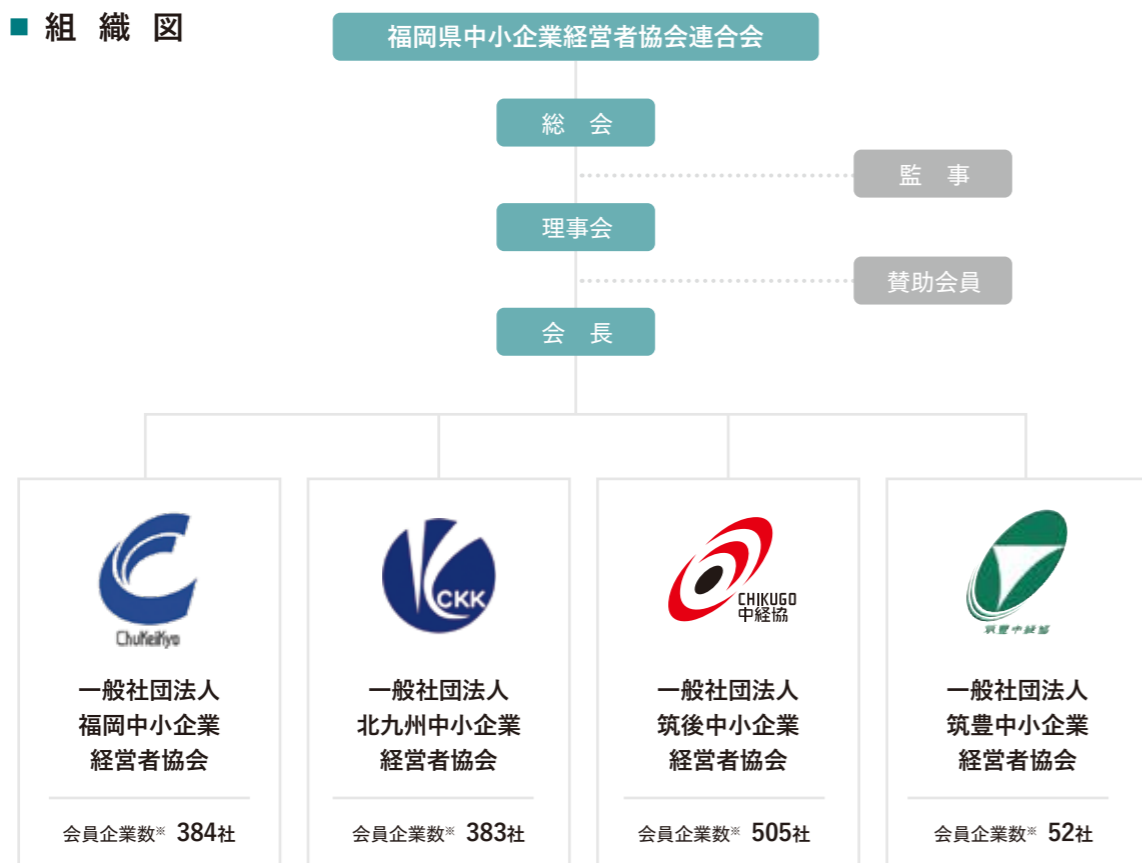 ■ 組織図
福岡県中小企業経営者協会連合会
総　会
監　事
理事会
賛助会員
会　長
ChuKeiKyo
一般社団法人
福岡中小企業
経営者協会
会員企業数※ 384社
CKK
一般社団法人
北九州中小企業
経営者協会
会員企業数※ 383社
CHIKUGO
中経協
一般社団法人
筑後中小企業
経営者協会
会員企業数※ 505社
筑豊中経協
一般社団法人
筑豊中小企業
経営者協会
会員企業数※ 52社